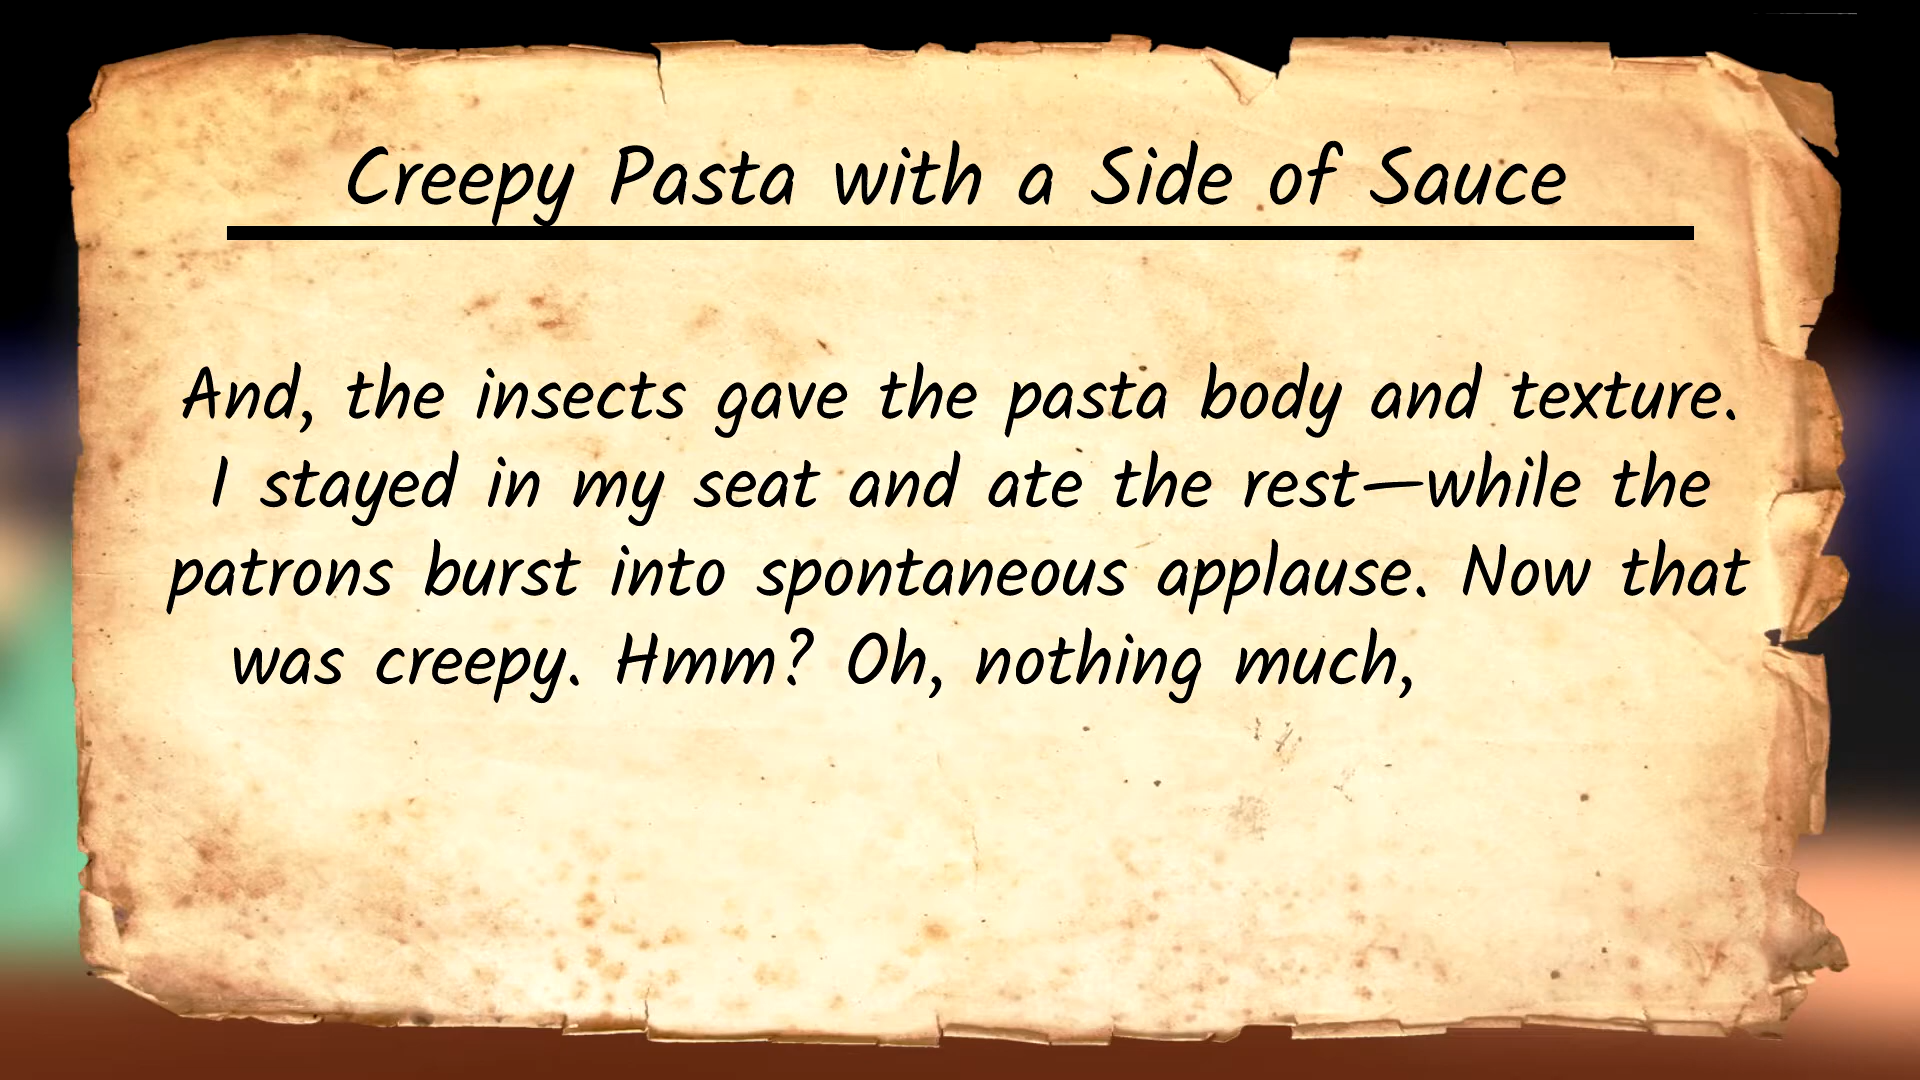 Creepy Pasta with a Side of Sauce
And, the insects gave the pasta body and texture.
I stayed in my seat and ate the rest—while the
patrons burst into spontaneous applause. Now that
was creepy. Hmm? Oh, nothing much,